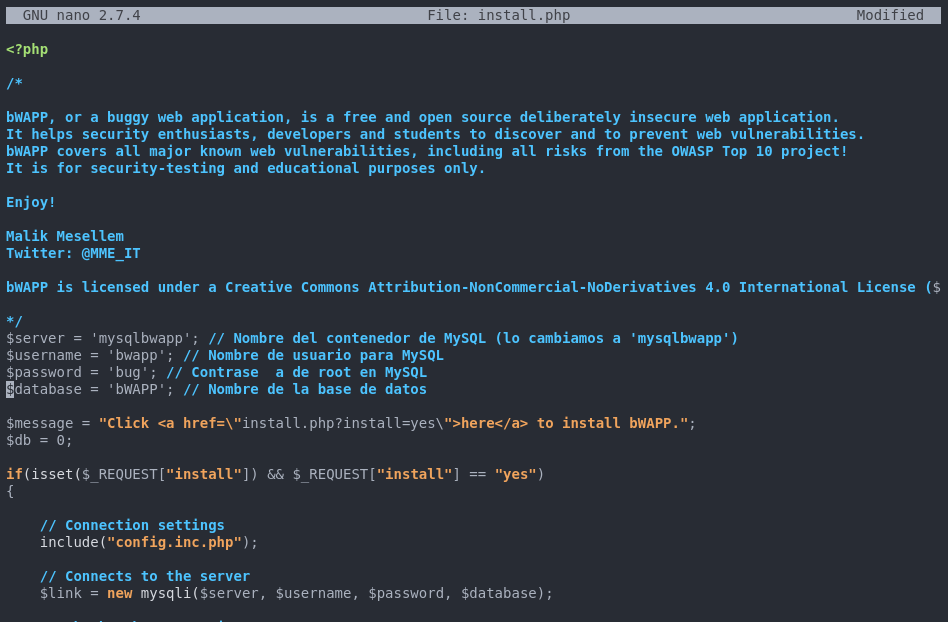 GNU nano 2.7.4 File: install.php Modified
<?php
/*
bWAPP, or a buggy web application, is a free and open source deliberately insecure web application.
It helps security enthusiasts, developers and students to discover and to prevent web vulnerabilities.
bWAPP covers all major known web vulnerabilities, including all risks from the OWASP Top 10 project!
It is for security-testing and educational purposes only.
Enjoy!
Malik Mesellem
Twitter: @MME_IT
bWAPP is licensed under a Creative Commons Attribution-NonCommercial-NoDerivatives 4.0 International License ($
*/
$server = 'mysqlbwapp'; // Nombre del contenedor de MySQL (lo cambiamos a 'mysqlbwapp')
$username = 'bwapp'; // Nombre de usuario para MySQL
$password = 'bug'; // Contrase  a de root en MySQL
$database = 'bWAPP'; // Nombre de la base de datos
$message = "Click <a href=\"install.php?install=yes\">here</a> to install bWAPP.";
$db = 0;
if(isset($_REQUEST["install"]) && $_REQUEST["install"] == "yes")
{
    // Connection settings
    include("config.inc.php");
    // Connects to the server
    $link = new mysqli($server, $username, $password, $database);